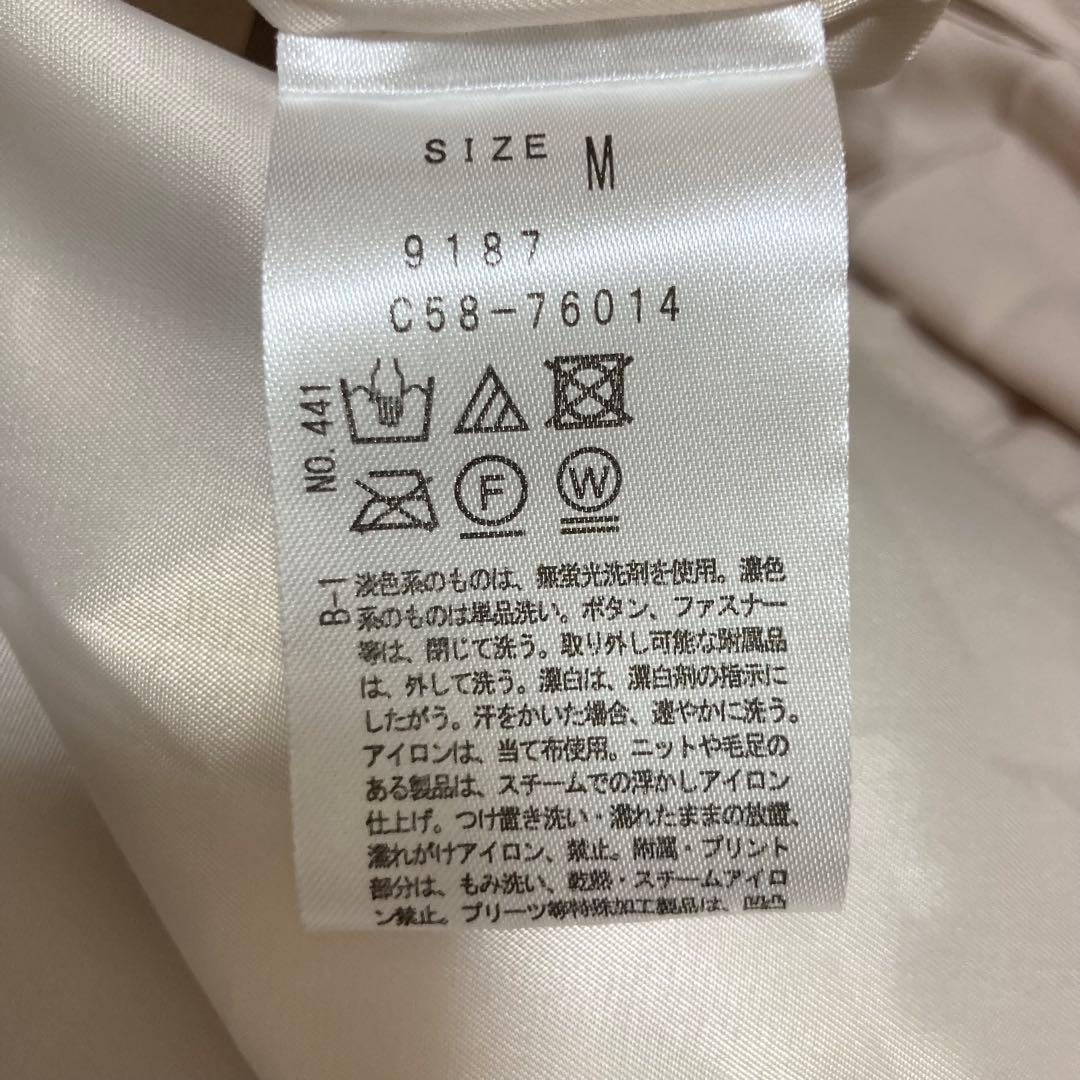 SIZE M
9187
C58-76014
NO. 441
F W
B-1
淡色系のものは、無蛍光洗剤を使用。濃色
系のものは単品洗い。ボタン、ファスナー
等は、閉じて洗う。取り外し可能な附属品
は、外して洗う。漂白は、漂白剤の指示に
したがう。汗をかいた場合、速やかに洗う。
アイロンは、当て布使用。ニットや毛足の
ある製品は、スチームでの浮かしアイロン
仕上げ。つけ置き洗い・濡れたままの放置、
濡れがけアイロン、禁止。附属・プリント
部分は、もみ洗い、乾熱・スチームアイロ
ン禁止。プリーツ等特殊加工製品は、凹凸